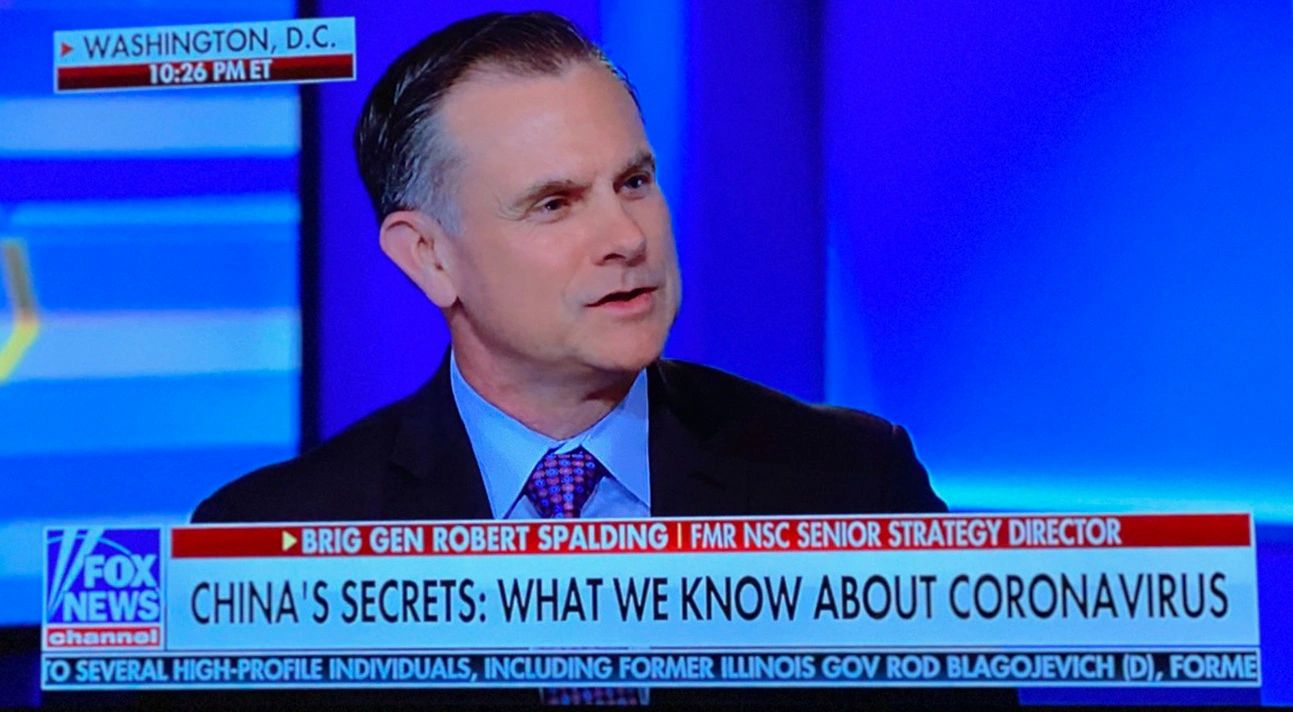 WASHINGTON, D.C.
10:26 PM ET
BRIG GEN ROBERT SPALDING | FMR NSC SENIOR STRATEGY DIRECTOR
FOX
NEWS
channel
CHINA'S SECRETS: WHAT WE KNOW ABOUT CORONAVIRUS
O SEVERAL HIGH-PROFILE INDIVIDUALS, INCLUDING FORMER ILLINOIS GOV ROD BLAGOJEVICH (D), FORME